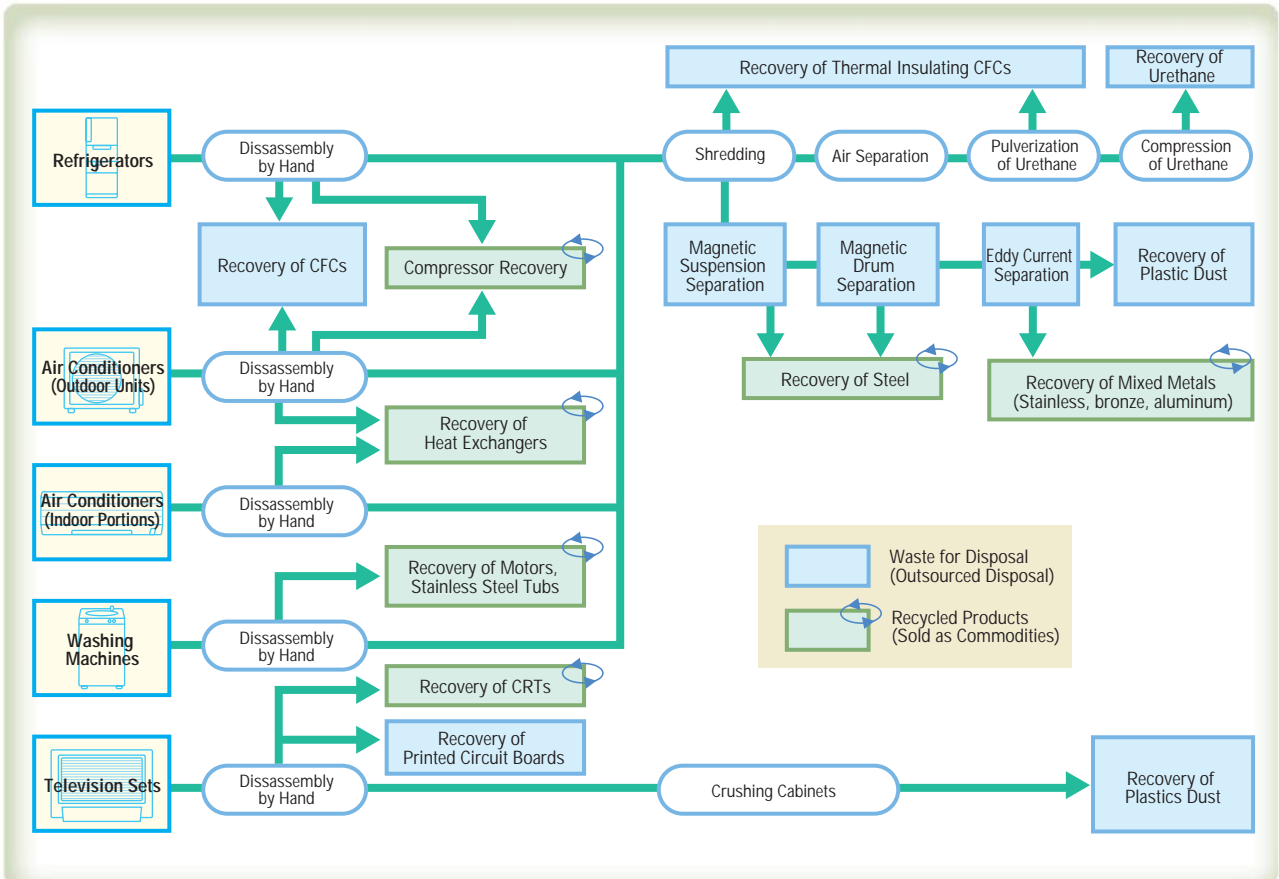 Recovery of Thermal Insulating CFCs
Recovery of
Urethane
Refrigerators
Disassembly
by Hand
Shredding
Air Separation
Pulverization
of Urethane
Compression
of Urethane
Recovery of CFCs
Compressor Recovery
Magnetic
Suspension
Separation
Magnetic
Drum
Separation
Eddy Current
Separation
Recovery of
Plastic Dust
Air Conditioners
(Outdoor Units)
Disassembly
by Hand
Recovery of Steel
Recovery of Mixed Metals
(Stainless, bronze, aluminum)
Recovery of
Heat Exchangers
Air Conditioners
(Indoor Portions)
Disassembly
by Hand
Recovery of Motors,
Stainless Steel Tubs
Waste for Disposal
(Outsourced Disposal)
Recycled Products
(Sold as Commodities)
Washing
Machines
Disassembly
by Hand
Recovery of CRTs
Recovery of
Printed Circuit Boards
Television Sets
Disassembly
by Hand
Crushing Cabinets
Recovery of
Plastics Dust